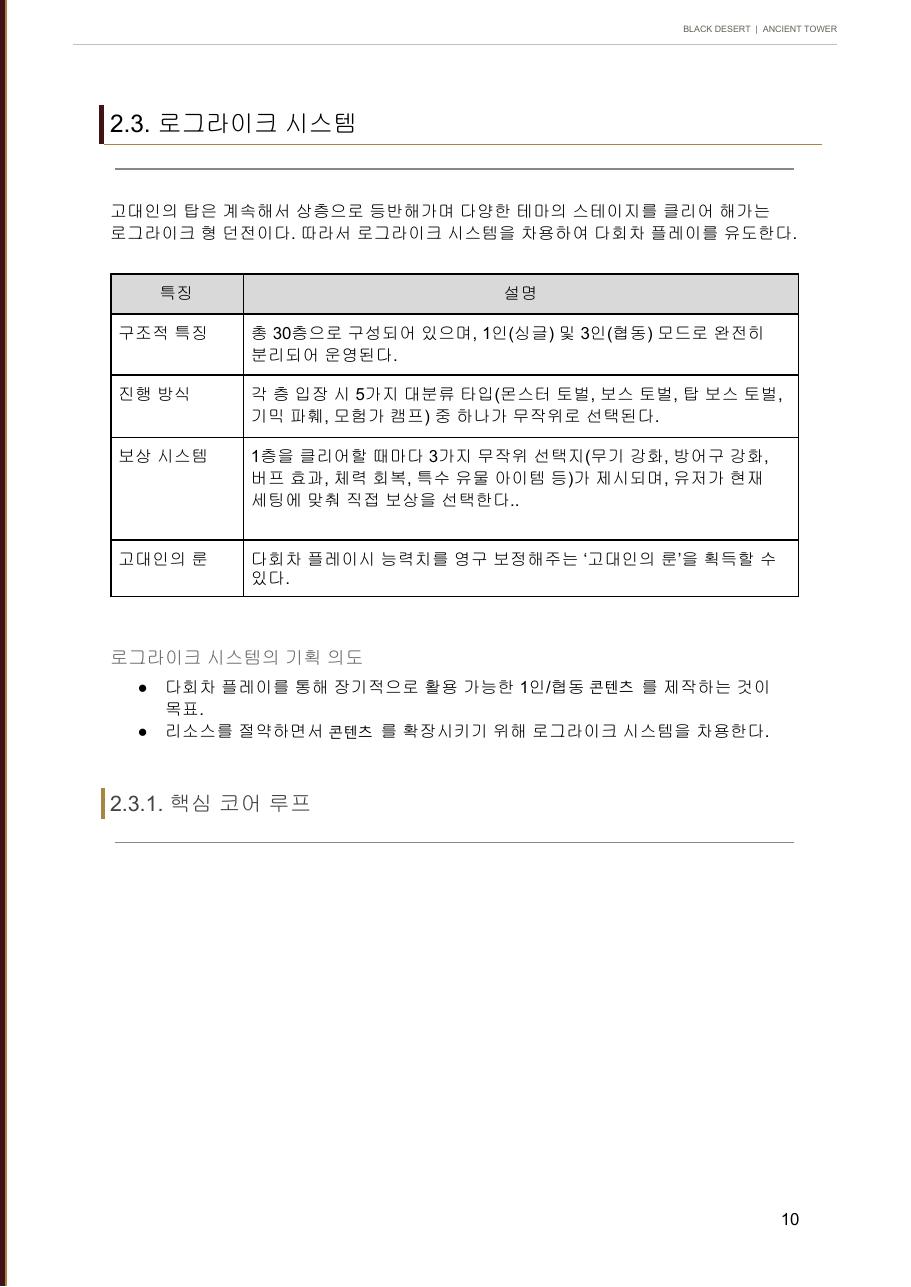 BLACK DESERT | ANCIENT TOWER
2.3. 로그라이크 시스템
고대인의 탑은 계속해서 상층으로 등반해가며 다양한 테마의 스테이지를 클리어 해가는
로그라이크 형 던전이다. 따라서 로그라이크 시스템을 차용하여 다회차 플레이를 유도한다.
특징 설명
구조적 특징 총 30층으로 구성되어 있으며, 1인(싱글) 및 3인(협동) 모드로 완전히
분리되어 운영된다.
진행 방식 각 층 입장 시 5가지 대분류 타입(몬스터 토벌, 보스 토벌, 탑 보스 토벌,
기믹 파훼, 모험가 캠프) 중 하나가 무작위로 선택된다.
보상 시스템 1층을 클리어할 때마다 3가지 무작위 선택지(무기 강화, 방어구 강화,
버프 효과, 체력 회복, 특수 유물 아이템 등)가 제시되며, 유저가 현재
세팅에 맞춰 직접 보상을 선택한다..
고대인의 룬 다회차 플레이시 능력치를 영구 보정해주는 ‘고대인의 룬’을 획득할 수
있다.
로그라이크 시스템의 기획 의도
● 다회차 플레이를 통해 장기적으로 활용 가능한 1인/협동 콘텐츠 를 제작하는 것이
목표.
● 리소스를 절약하면서 콘텐츠 를 확장시키기 위해 로그라이크 시스템을 차용한다.
2.3.1. 핵심 코어 루프
10